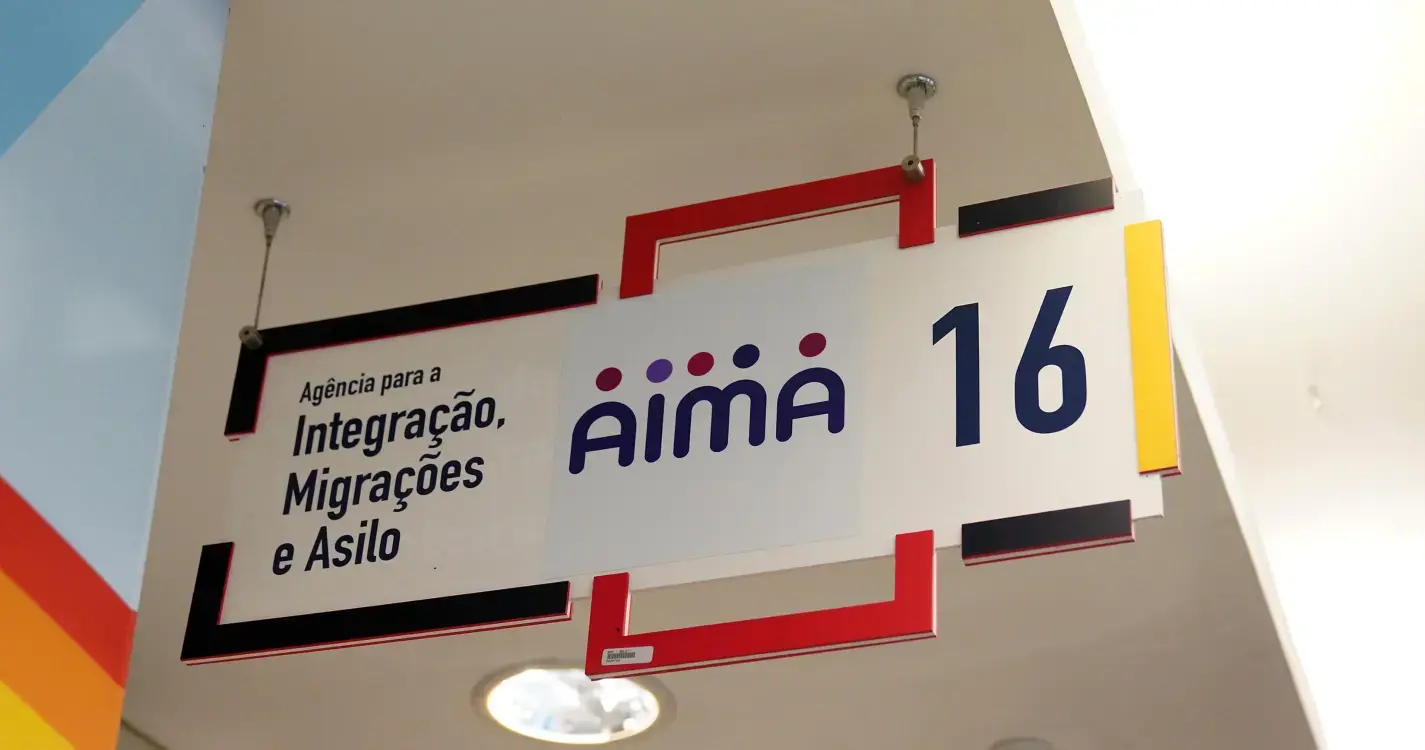 Agência para a
Integração,
Migrações
e Asilo
AIMA
16